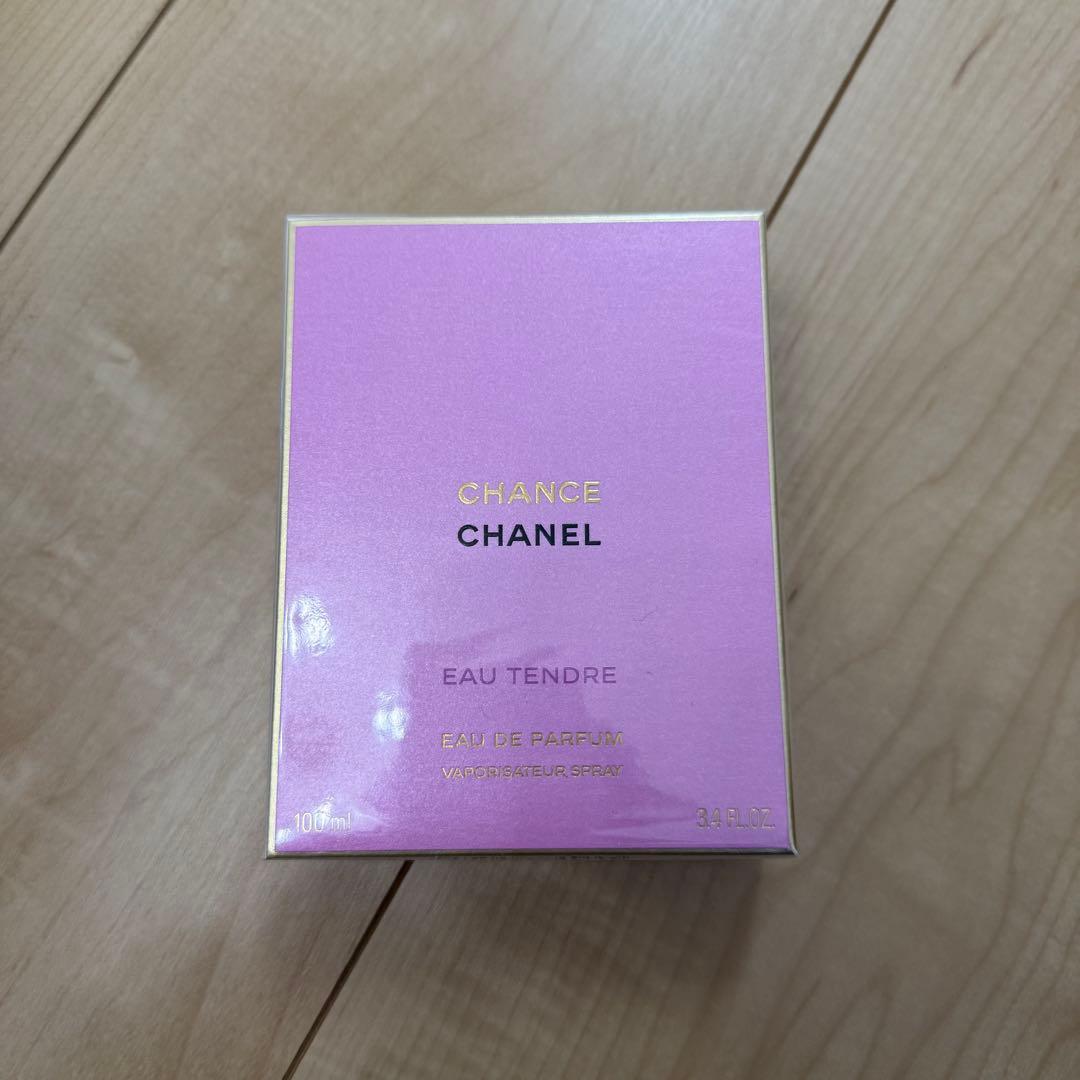 CHANCE
CHANEL
EAU TENDRE
EAU DE PARFUM
VAPORISATEUR SPRAY
100 ml
3.4 FL.OZ.